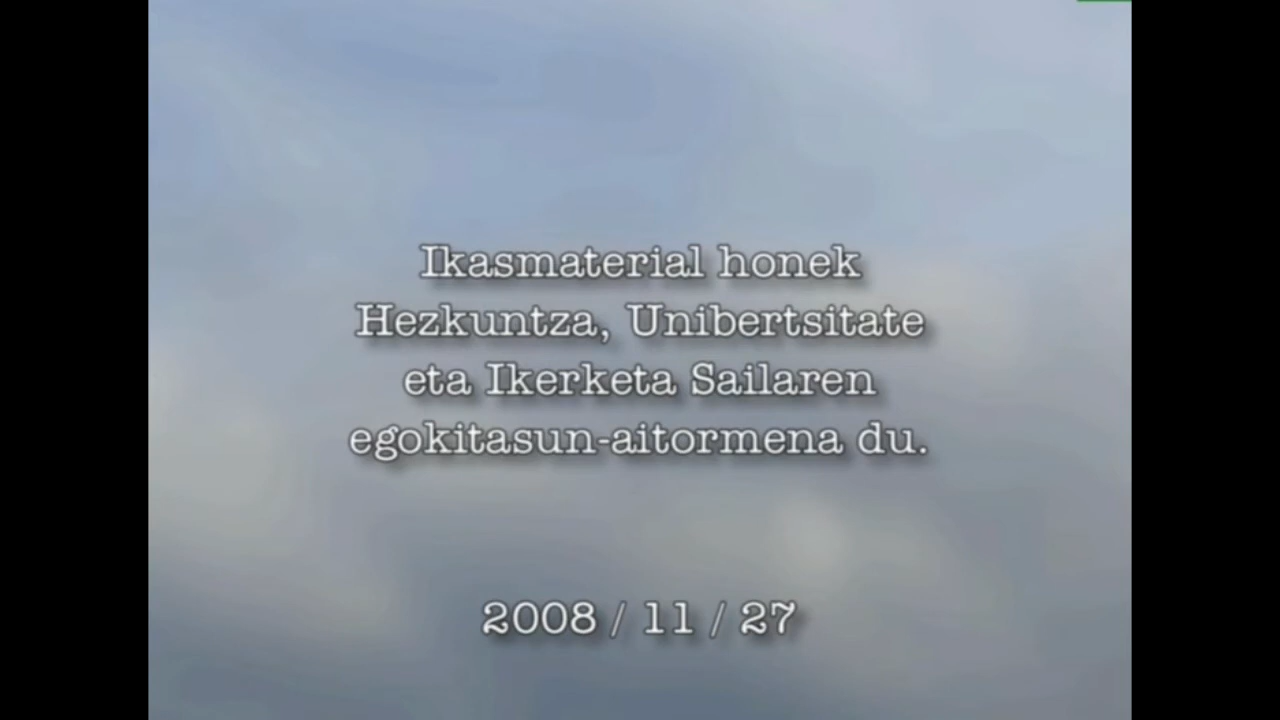 Ikasmaterial honek
Hezkuntza, Unibertsitate
eta Ikerketa Sailaren
egokitasun-aitormena du.
2008 / 11 / 27